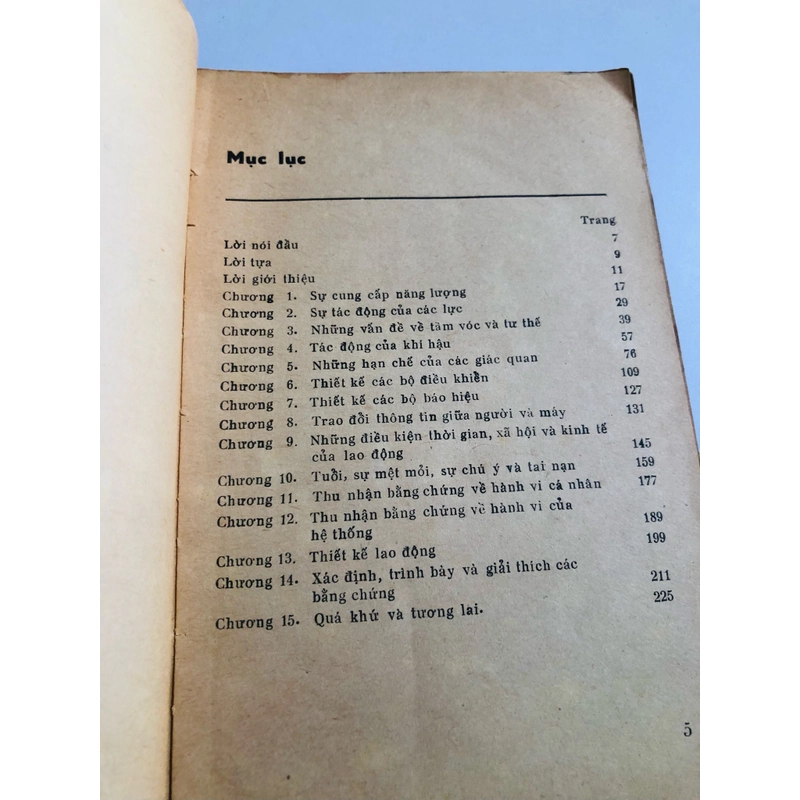 Mục lục
Trang
Lời nói đầu 7
Lời tựa 9
Lời giới thiệu 11
Chương 1. Sự cung cấp năng lượng 17
Chương 2. Sự tác động của các lực 29
Chương 3. Những vấn đề về tầm vóc và tư thế 39
Chương 4. Tác động của khí hậu 57
Chương 5. Những hạn chế của các giác quan 76
Chương 6. Thiết kế các bộ điều khiển 109
Chương 7. Thiết kế các bộ báo hiệu 127
Chương 8. Trao đổi thông tin giữa người và máy 131
Chương 9. Những điều kiện thời gian, xã hội và kinh tế
của lao động 145
Chương 10. Tuổi, sự mệt mỏi, sự chú ý và tai nạn 159
Chương 11. Thu nhận bằng chứng về hành vi cá nhân 177
Chương 12. Thu nhận bằng chứng về hành vi của
hệ thống 189
Chương 13. Thiết kế lao động 199
Chương 14. Xác định, trình bày và giải thích các
bằng chứng 211
Chương 15. Quá khứ và tương lai. 225
5